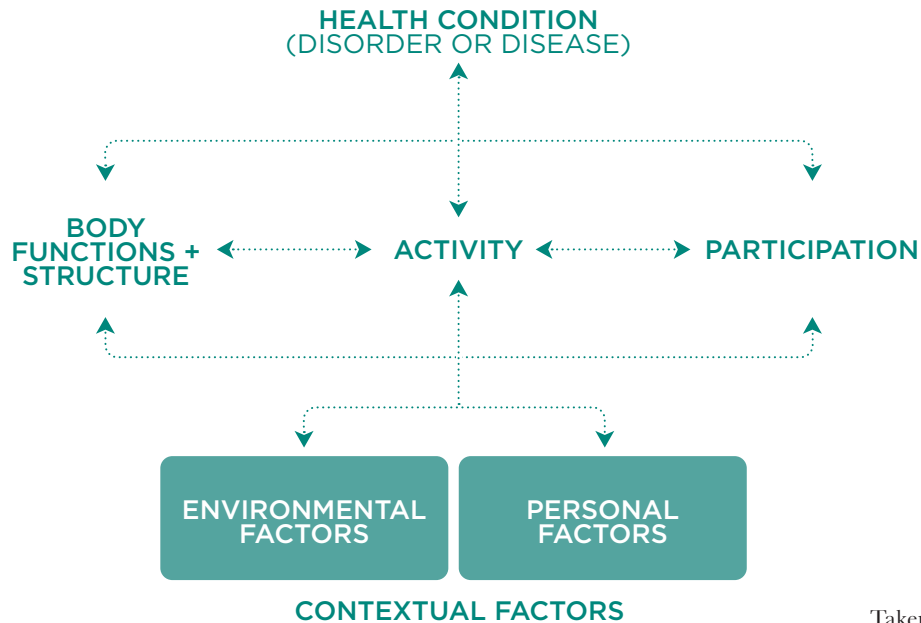 HEALTH CONDITION
(DISORDER OR DISEASE)
BODY
FUNCTIONS +
STRUCTURE
ACTIVITY
PARTICIPATION
ENVIRONMENTAL
FACTORS
PERSONAL
FACTORS
CONTEXTUAL FACTORS